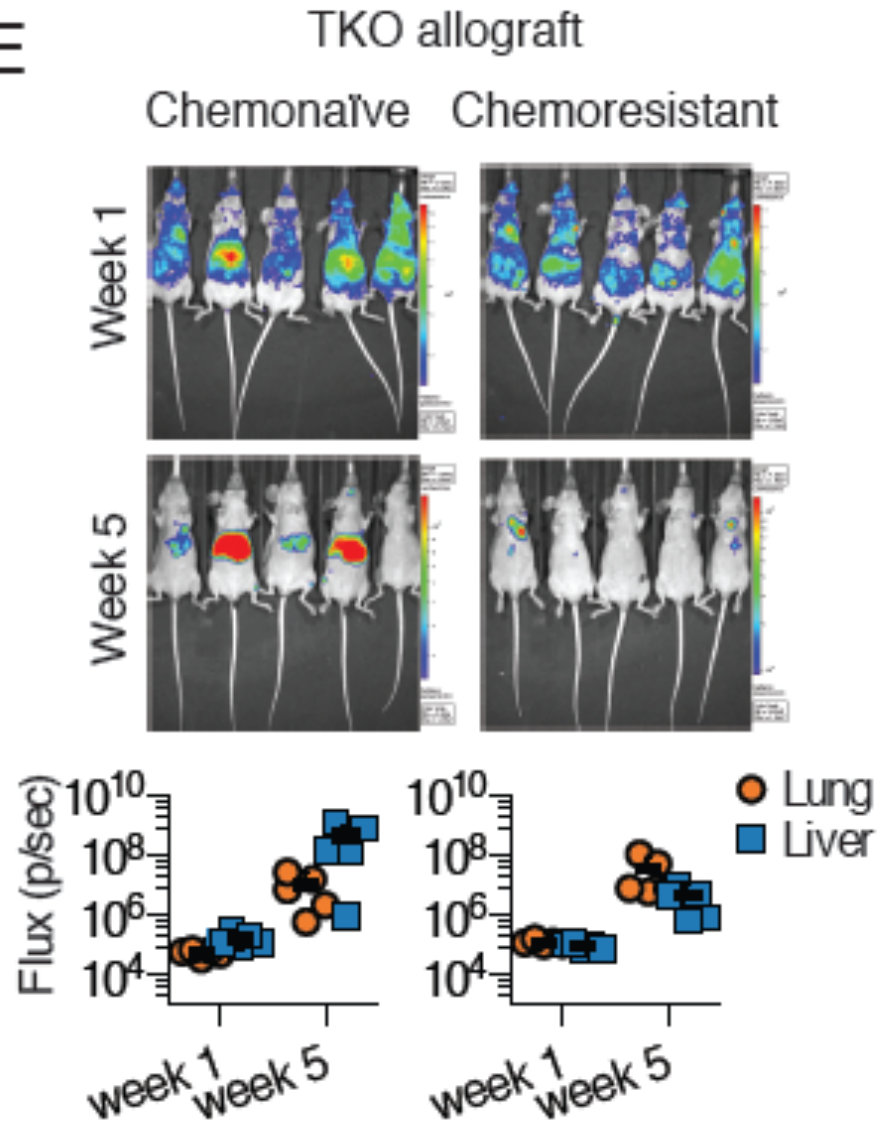 E
TKO allograft
Chemonaïve Chemoresistant
Week 1
Week 5
Flux (p/sec)
10^10
10^8
10^6
10^4
week 1
week 5
10^10
10^8
10^6
10^4
week 1
week 5
Lung
Liver